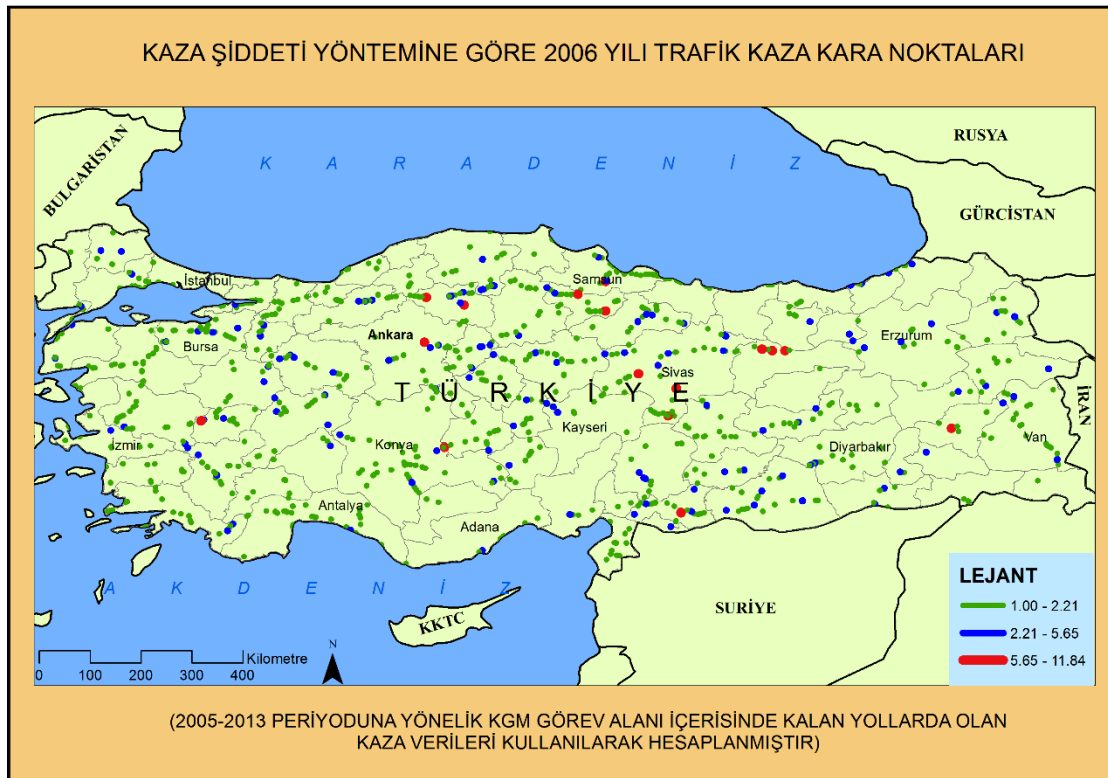 KAZA ŞİDDETİ YÖNTEMİNE GÖRE 2006 YILI TRAFİK KAZA KARA NOKTALARI
BULGARİSTAN
RUSYA
K A R A D E N İ Z
GÜRCİSTAN
İstanbul
Samsun
Ankara
Erzurum
Bursa
Sivas
T Ü R K İ Y E
İRAN
Kayseri
İzmir
Konya
Diyarbakır
Van
Antalya
Adana
A K D E N İ Z
KKTC
SURİYE
LEJANT
1.00 - 2.21
2.21 - 5.65
5.65 - 11.84
N
Kilometre
0 100 200 300 400
(2005-2013 PERİYODUNA YÖNELİK KGM GÖREV ALANI İÇERİSİNDE KALAN YOLLARDA OLAN
KAZA VERİLERİ KULLANILARAK HESAPLANMIŞTIR)